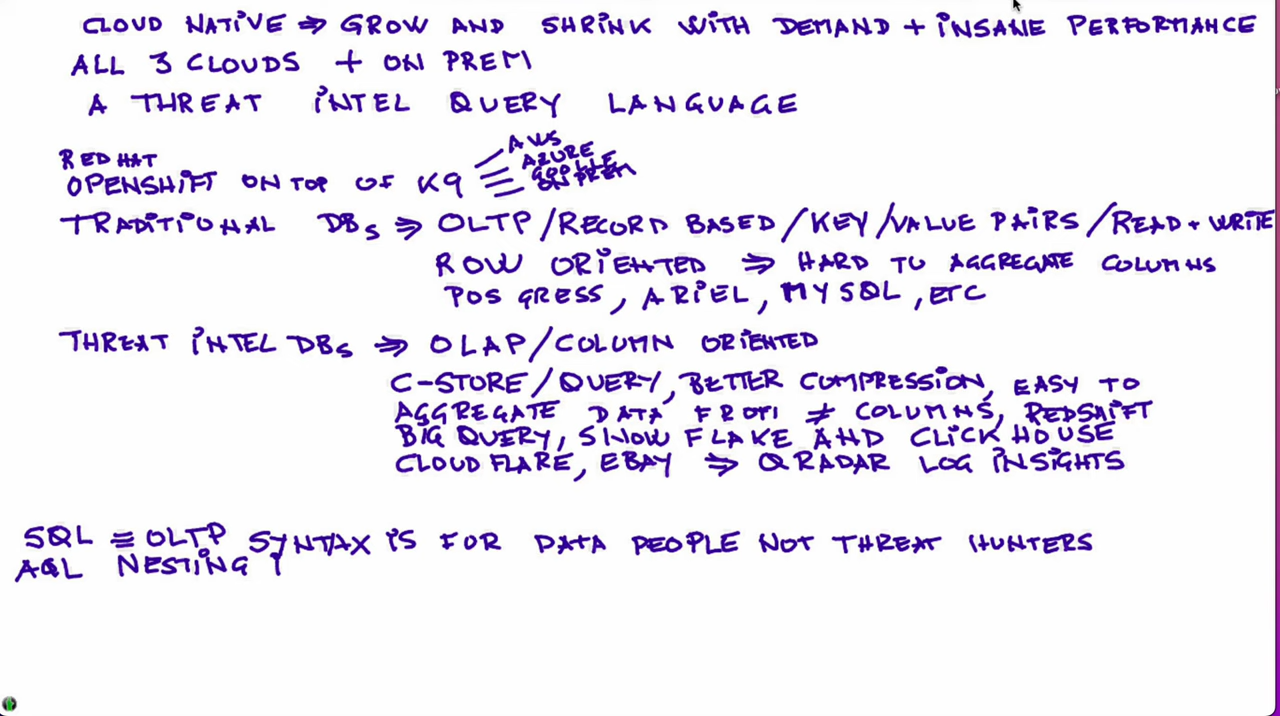 CLOUD NATIVE ⇒ GROW AND SHRINK WITH DEMAND + INSANE PERFORMANCE
ALL 3 CLOUDS + ON PREM
A THREAT INTEL QUERY LANGUAGE
AWS
RED HAT
AZURE
GOOGLE
OPENSHIFT ON TOP OF K9
ON PREM
TRADITIONAL DBs ⇒ OLTP/RECORD BASED/KEY/VALUE PAIRS/READ + WRITE
ROW ORIENTED ⇒ HARD TO AGGREGATE COLUMNS
POSGRESS, ARIEL, MYSQL, ETC
THREAT INTEL DBs ⇒ OLAP/COLUMN ORIENTED
C-STORE/QUERY, BETTER COMPRESSION, EASY TO
AGGREGATE DATA FROM ≠ COLUMNS, REDSHIFT
BIG QUERY, SNOW FLAKE AND CLICK HOUSE
CLOUDFLARE, EBAY ⇒ QRADAR LOG INSIGHTS
SQL ≡ OLTP SYNTAX IS FOR DATA PEOPLE NOT THREAT HUNTERS
AQL NESTING